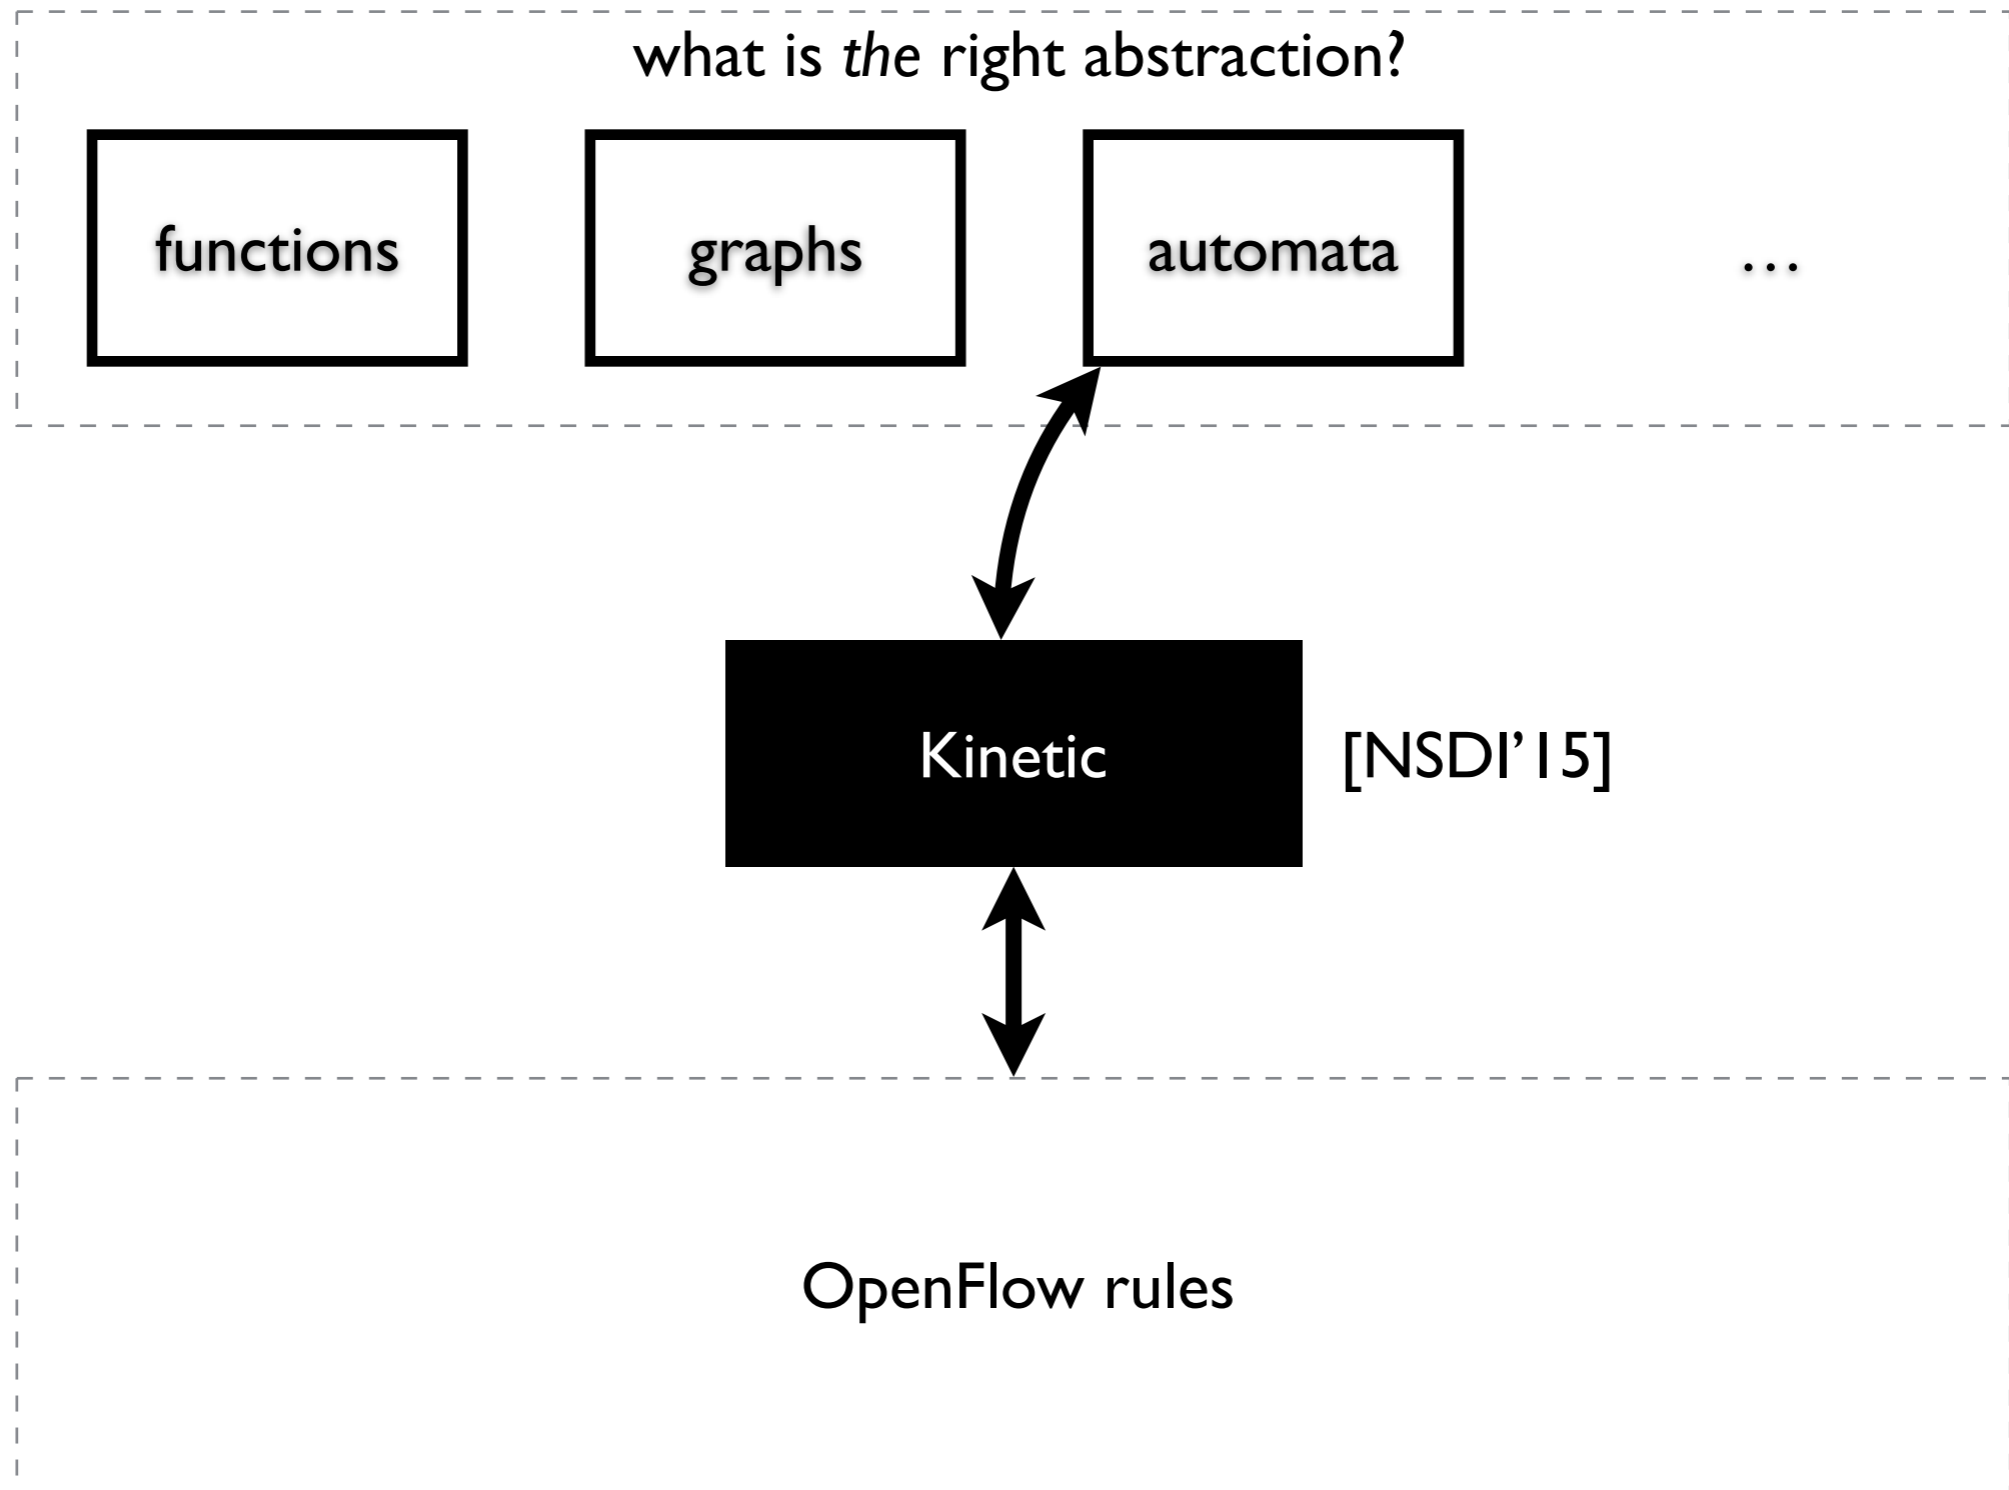 what is the right abstraction?
functions
graphs
automata
…
Kinetic
[NSDI’15]
OpenFlow rules